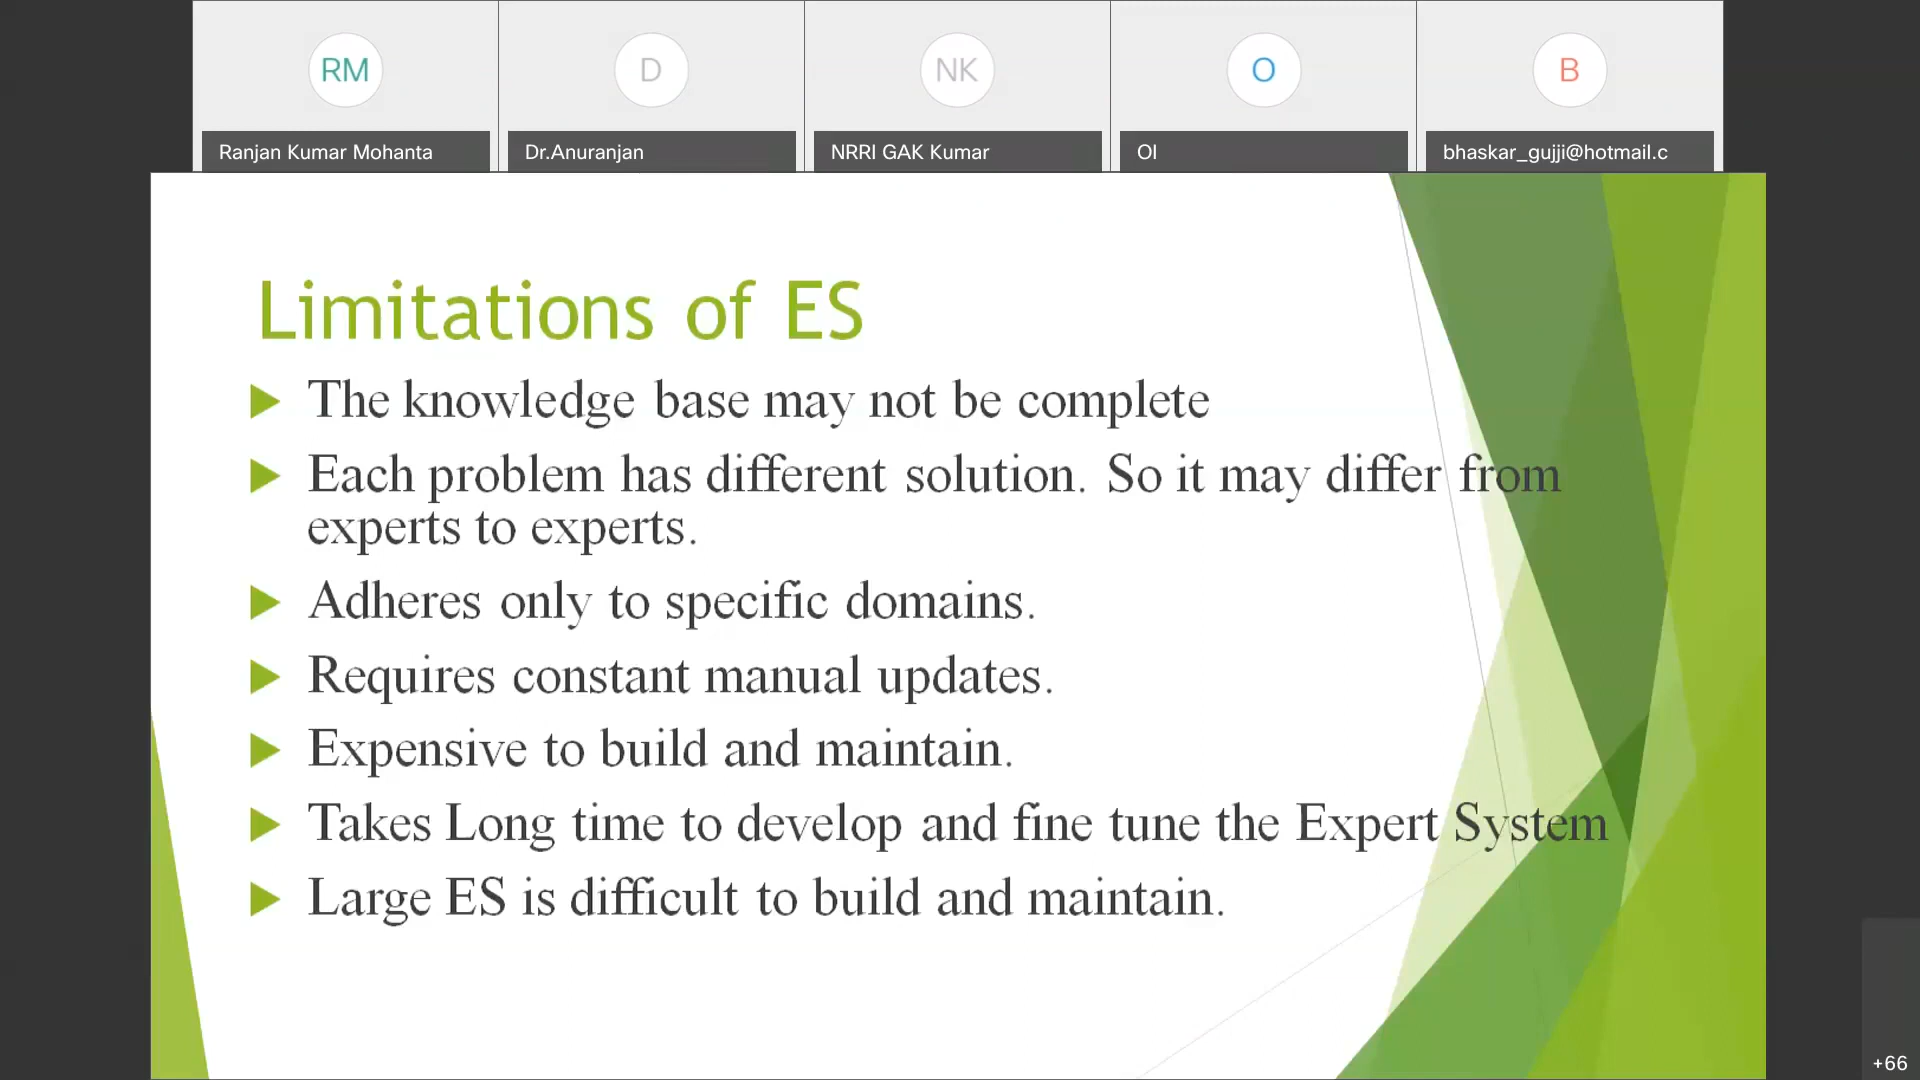 RM
D
NK
O
B
Ranjan Kumar Mohanta
Dr.Anuranjan
NRRI GAK Kumar
OI
bhaskar_gujji@hotmail.c
Limitations of ES
The knowledge base may not be complete
Each problem has different solution. So it may differ from
experts to experts.
Adheres only to specific domains.
Requires constant manual updates.
Expensive to build and maintain.
Takes Long time to develop and fine tune the Expert System
Large ES is difficult to build and maintain.
+66